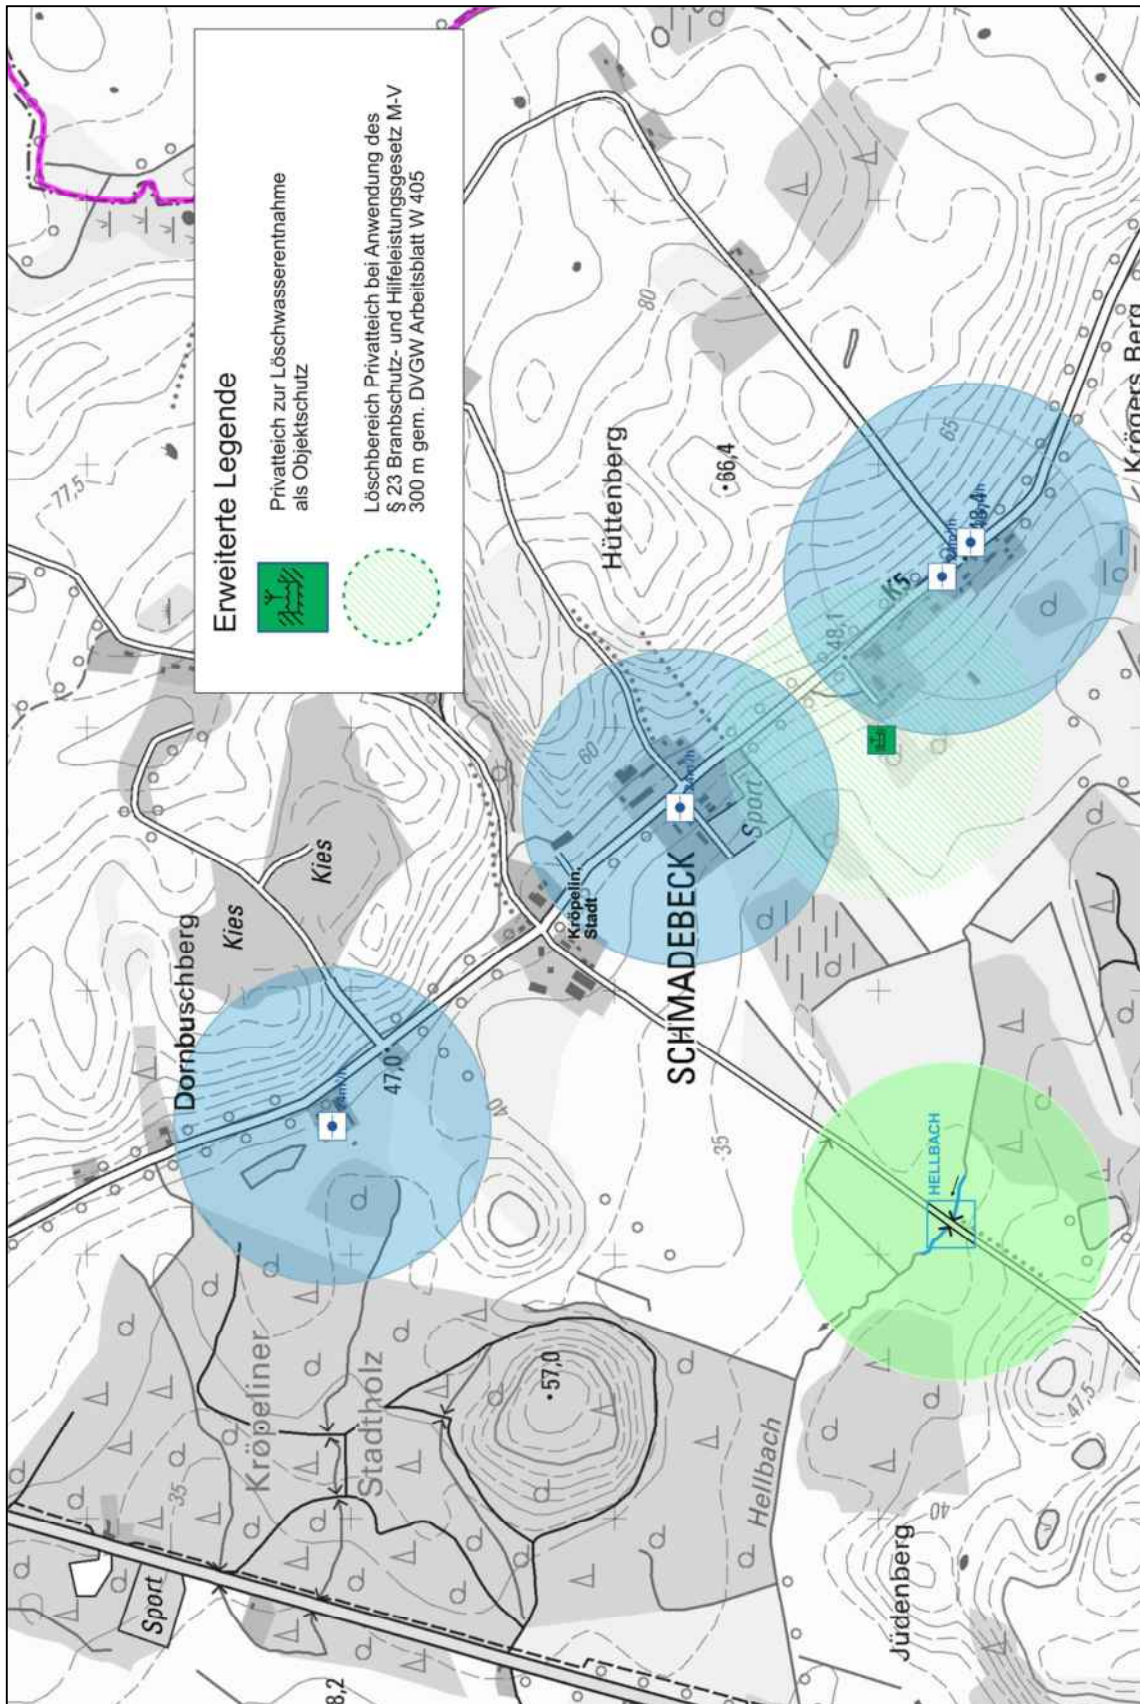 Erweiterte Legende
Privatteich zur Löschwasserentnahme
als Objektschutz
Löschbereich Privatteich bei Anwendung des
§ 23 Branbschutz- und Hilfeleistungsgesetz M-V
300 m gem. DVGW Arbeitsblatt W 405
77,5
80
Hüttenberg
66,4
65
Krögers Berg
K5
48,1
48,4
60
Sport
SCHMADEBECK
Kröpelin,
Stadt
Kies
Kies
Dornbuschberg
47,0
40
35
HELLBACH
Kröpeliner
Stadtholz
57,0
35
Hellbach
Sport
47,5
40
Jüdenberg
8,2